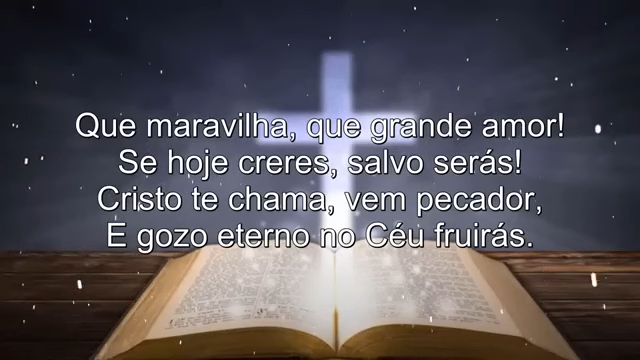 Que maravilha, que grande amor!
Se hoje creres, salvo serás!
Cristo te chama, vem pecador,
E gozo eterno no Céu fruirás.